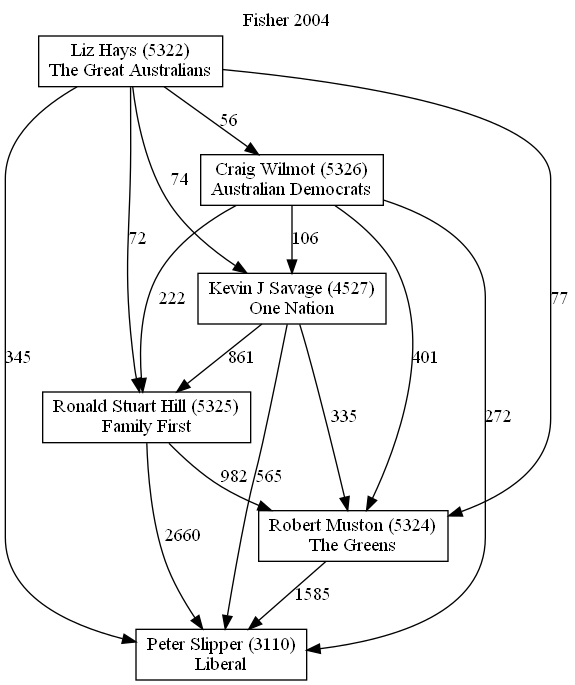 Fisher 2004
Liz Hays (5322)
The Great Australians
56
Craig Wilmot (5326)
Australian Democrats
74
72
106
222
Kevin J Savage (4527)
One Nation
77
345
861
401
Ronald Stuart Hill (5325)
Family First
335
272
982
565
Robert Muston (5324)
The Greens
2660
1585
Peter Slipper (3110)
Liberal